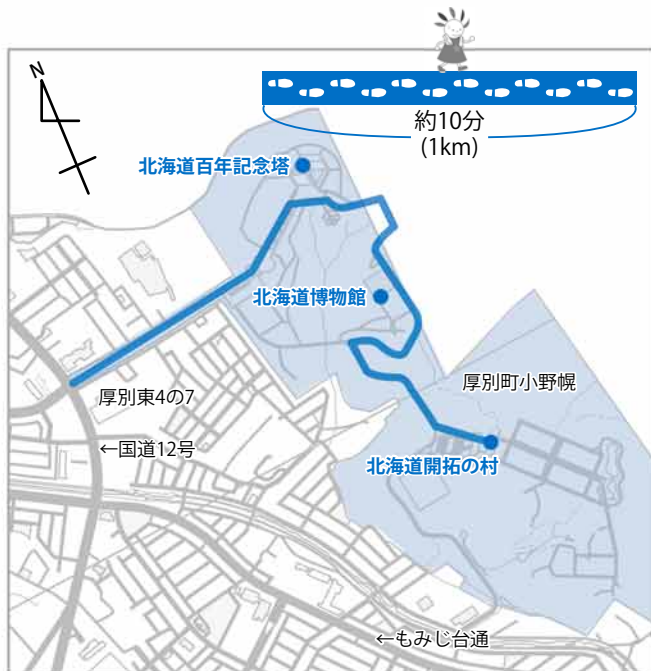 N
約10分
(1km)
北海道百年記念塔
北海道博物館
厚別町小野幌
厚別東4の7
←国道12号
北海道開拓の村
←もみじ台通